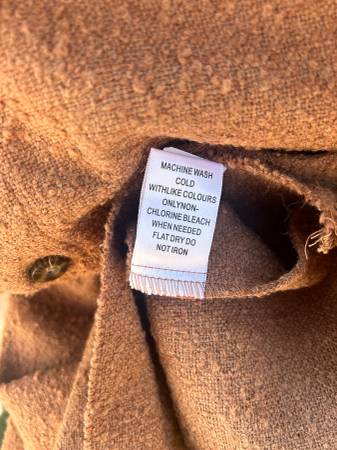 MACHINE WASH
COLD
WITHLIKE COLOURS
ONLYNON-
CHLORINE BLEACH
WHEN NEEDED
FLAT DRY DO
NOT IRON